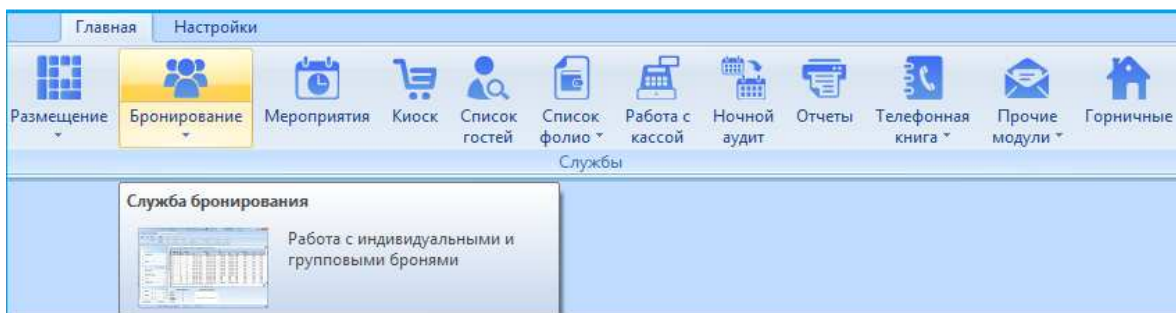 Главная Настройки
Размещение Бронирование Мероприятия Киоск Список гостей Список фолио Работа с кассой Ночной аудит Отчеты Телефонная книга Прочие модули Горничные
Службы
Служба бронирования
Работа с индивидуальными и
групповыми бронями